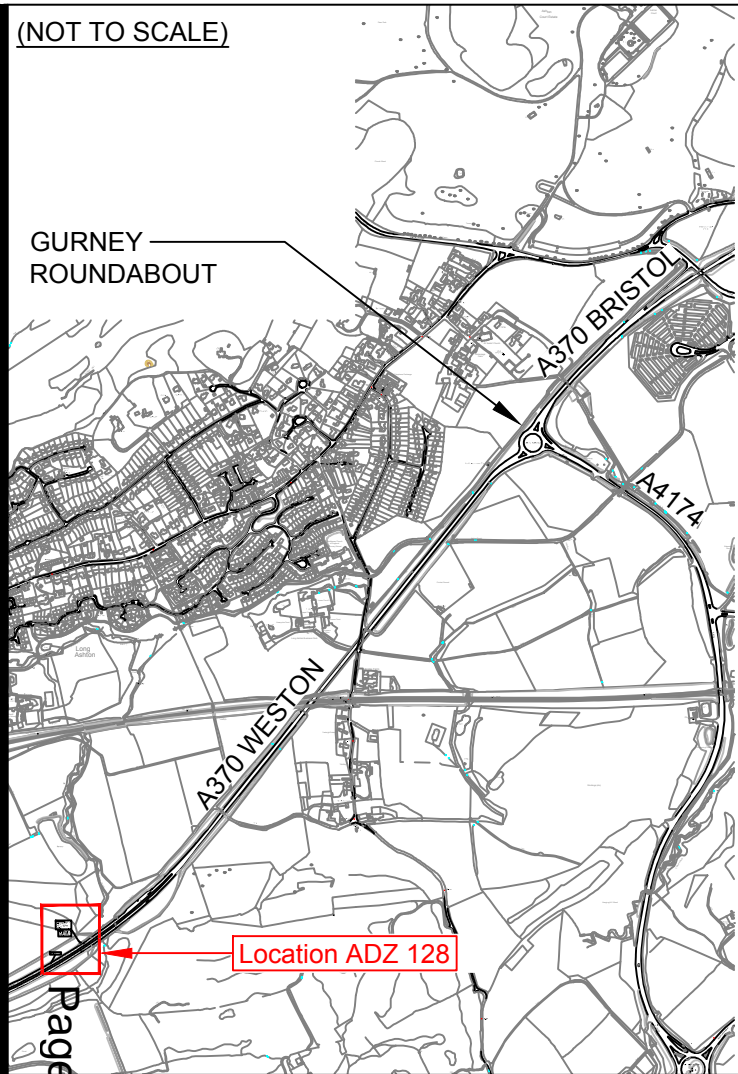 (NOT TO SCALE)
GURNEY
ROUNDABOUT
A370 BRISTOL
A4174
Long
Ashton
A370 WESTON
Location ADZ 128
Page